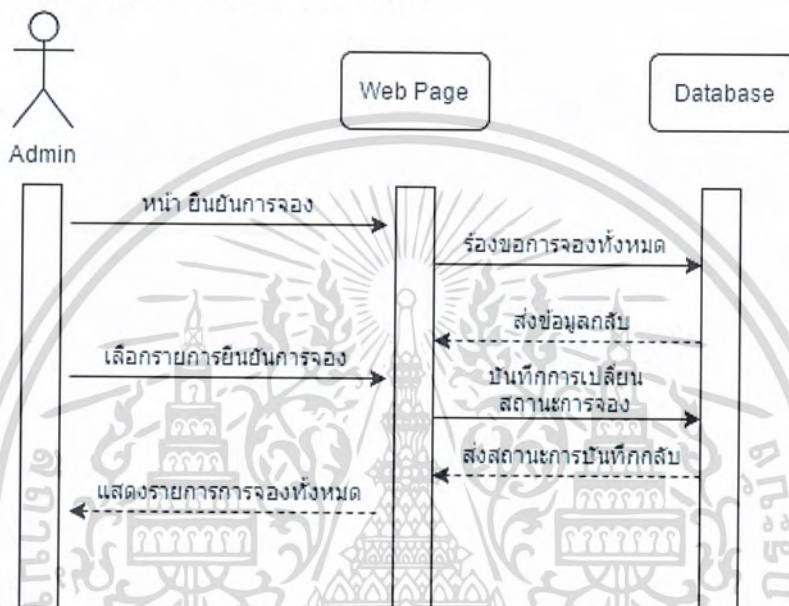 Web Page
Database
Admin
หน้า ยืนยันการจอง
ร้องขอการจองทั้งหมด
ส่งข้อมูลกลับ
เลือกรายการยืนยันการจอง
บันทึกการเปลี่ยน
สถานะการจอง
ส่งสถานะการบันทึกกลับ
แสดงรายการการจองทั้งหมด